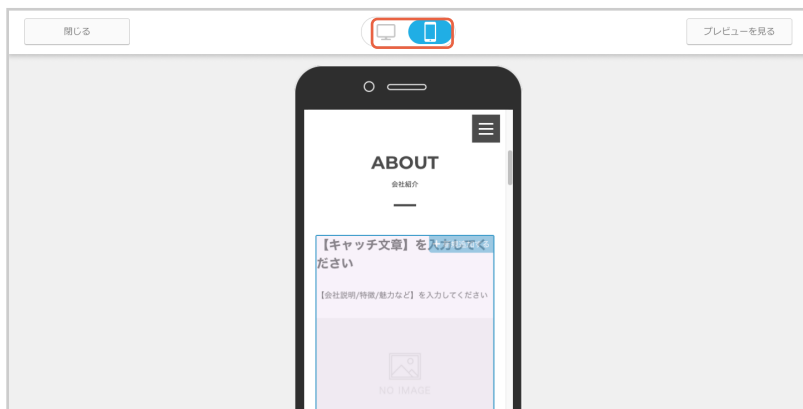 閉じる
プレビューを見る
ABOUT
会社紹介
【キャッチ文章】を入力してく
ださい
【会社説明/特徴/魅力など】を入力してください
NO IMAGE